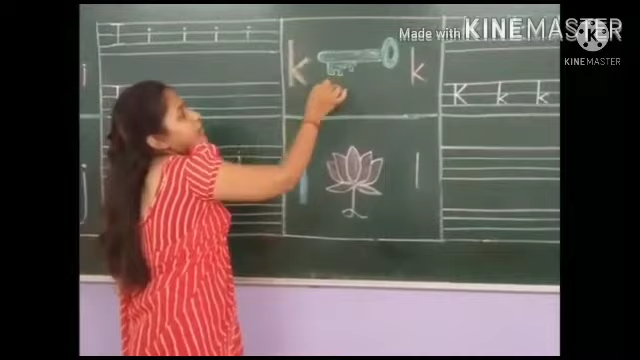 Made with KINEMASTER
K
KINEMASTER
I i i i i
i
k k
K k k
j
l l